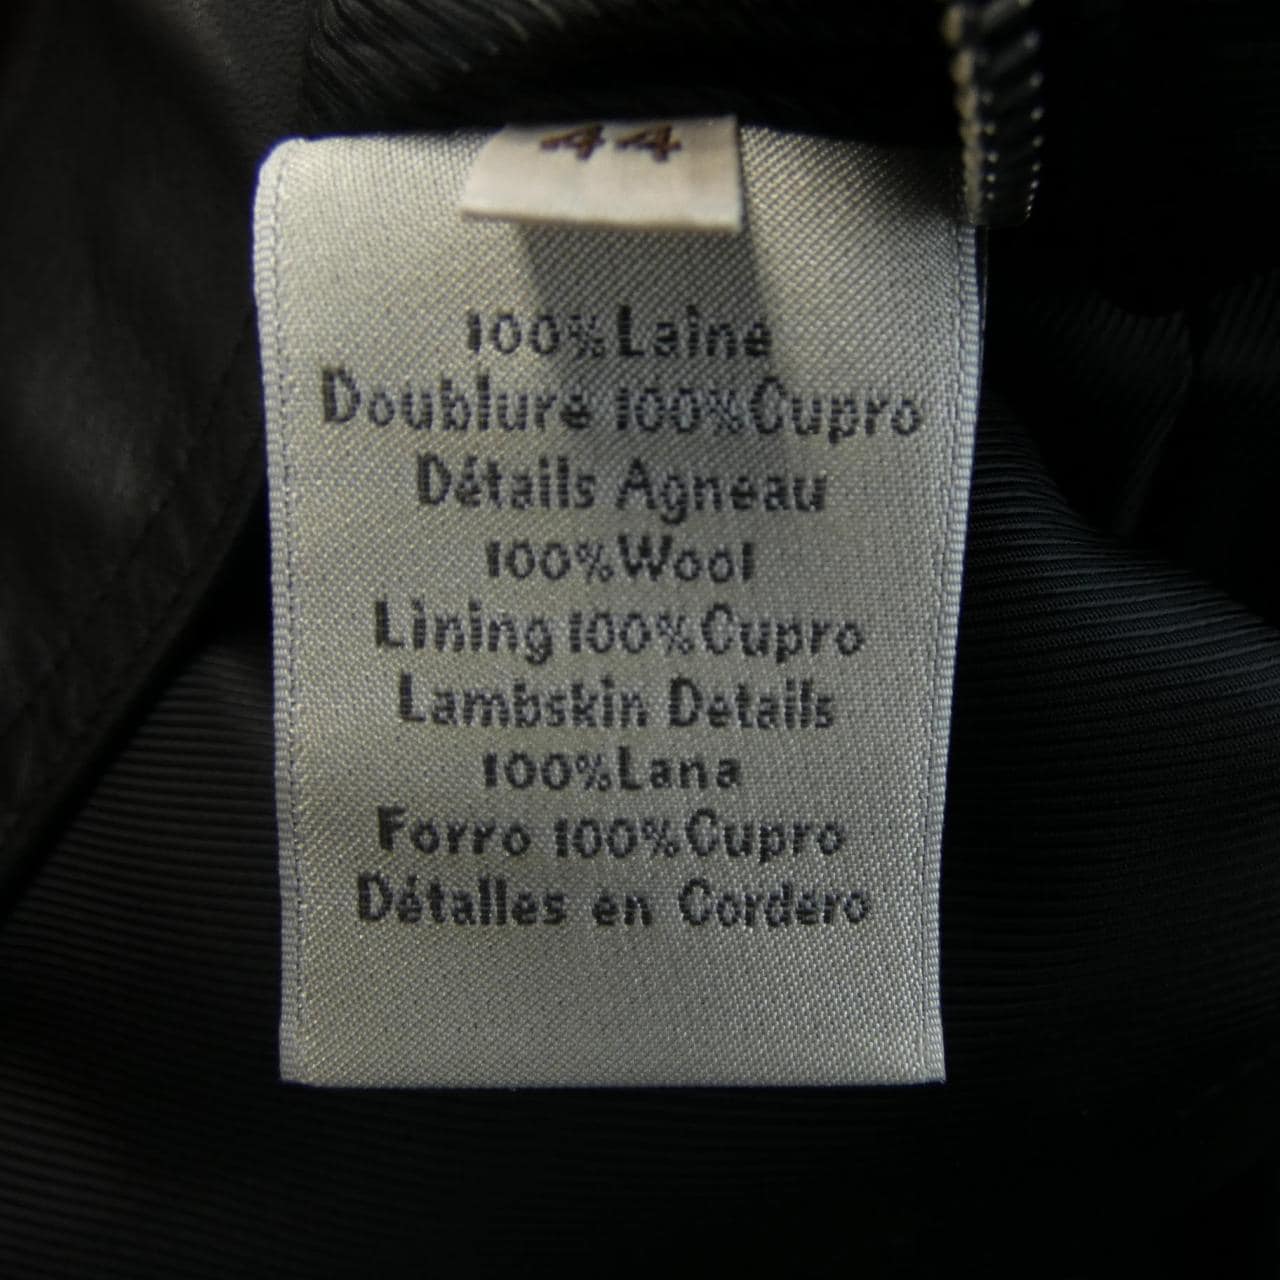 44
100% Laine
Doublure 100% Cupro
Détails Agneau
100% Wool
Lining 100% Cupro
Lambskin Details
100% Lana
Forro 100% Cupro
Détalles en Cordero